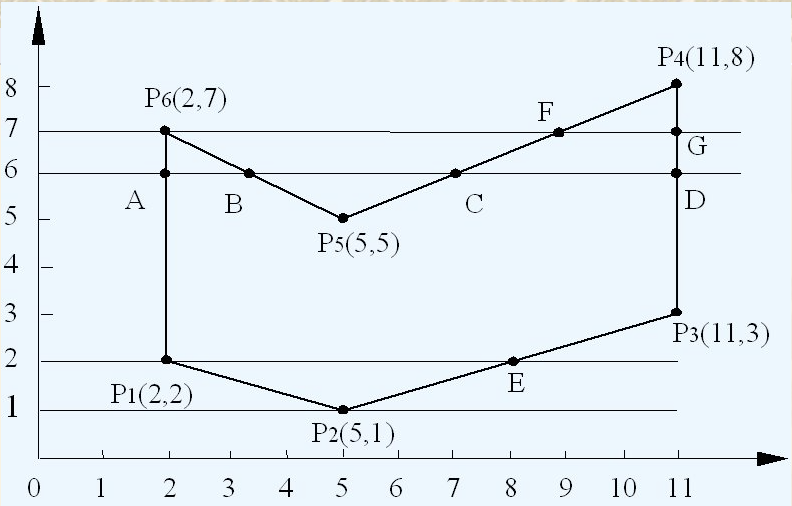 P4(11,8)
8
P6(2,7)
F
7
G
6
A
B
C
D
5
P5(5,5)
4
3
P3(11,3)
2
E
P1(2,2)
1
P2(5,1)
0 1 2 3 4 5 6 7 8 9 10 11